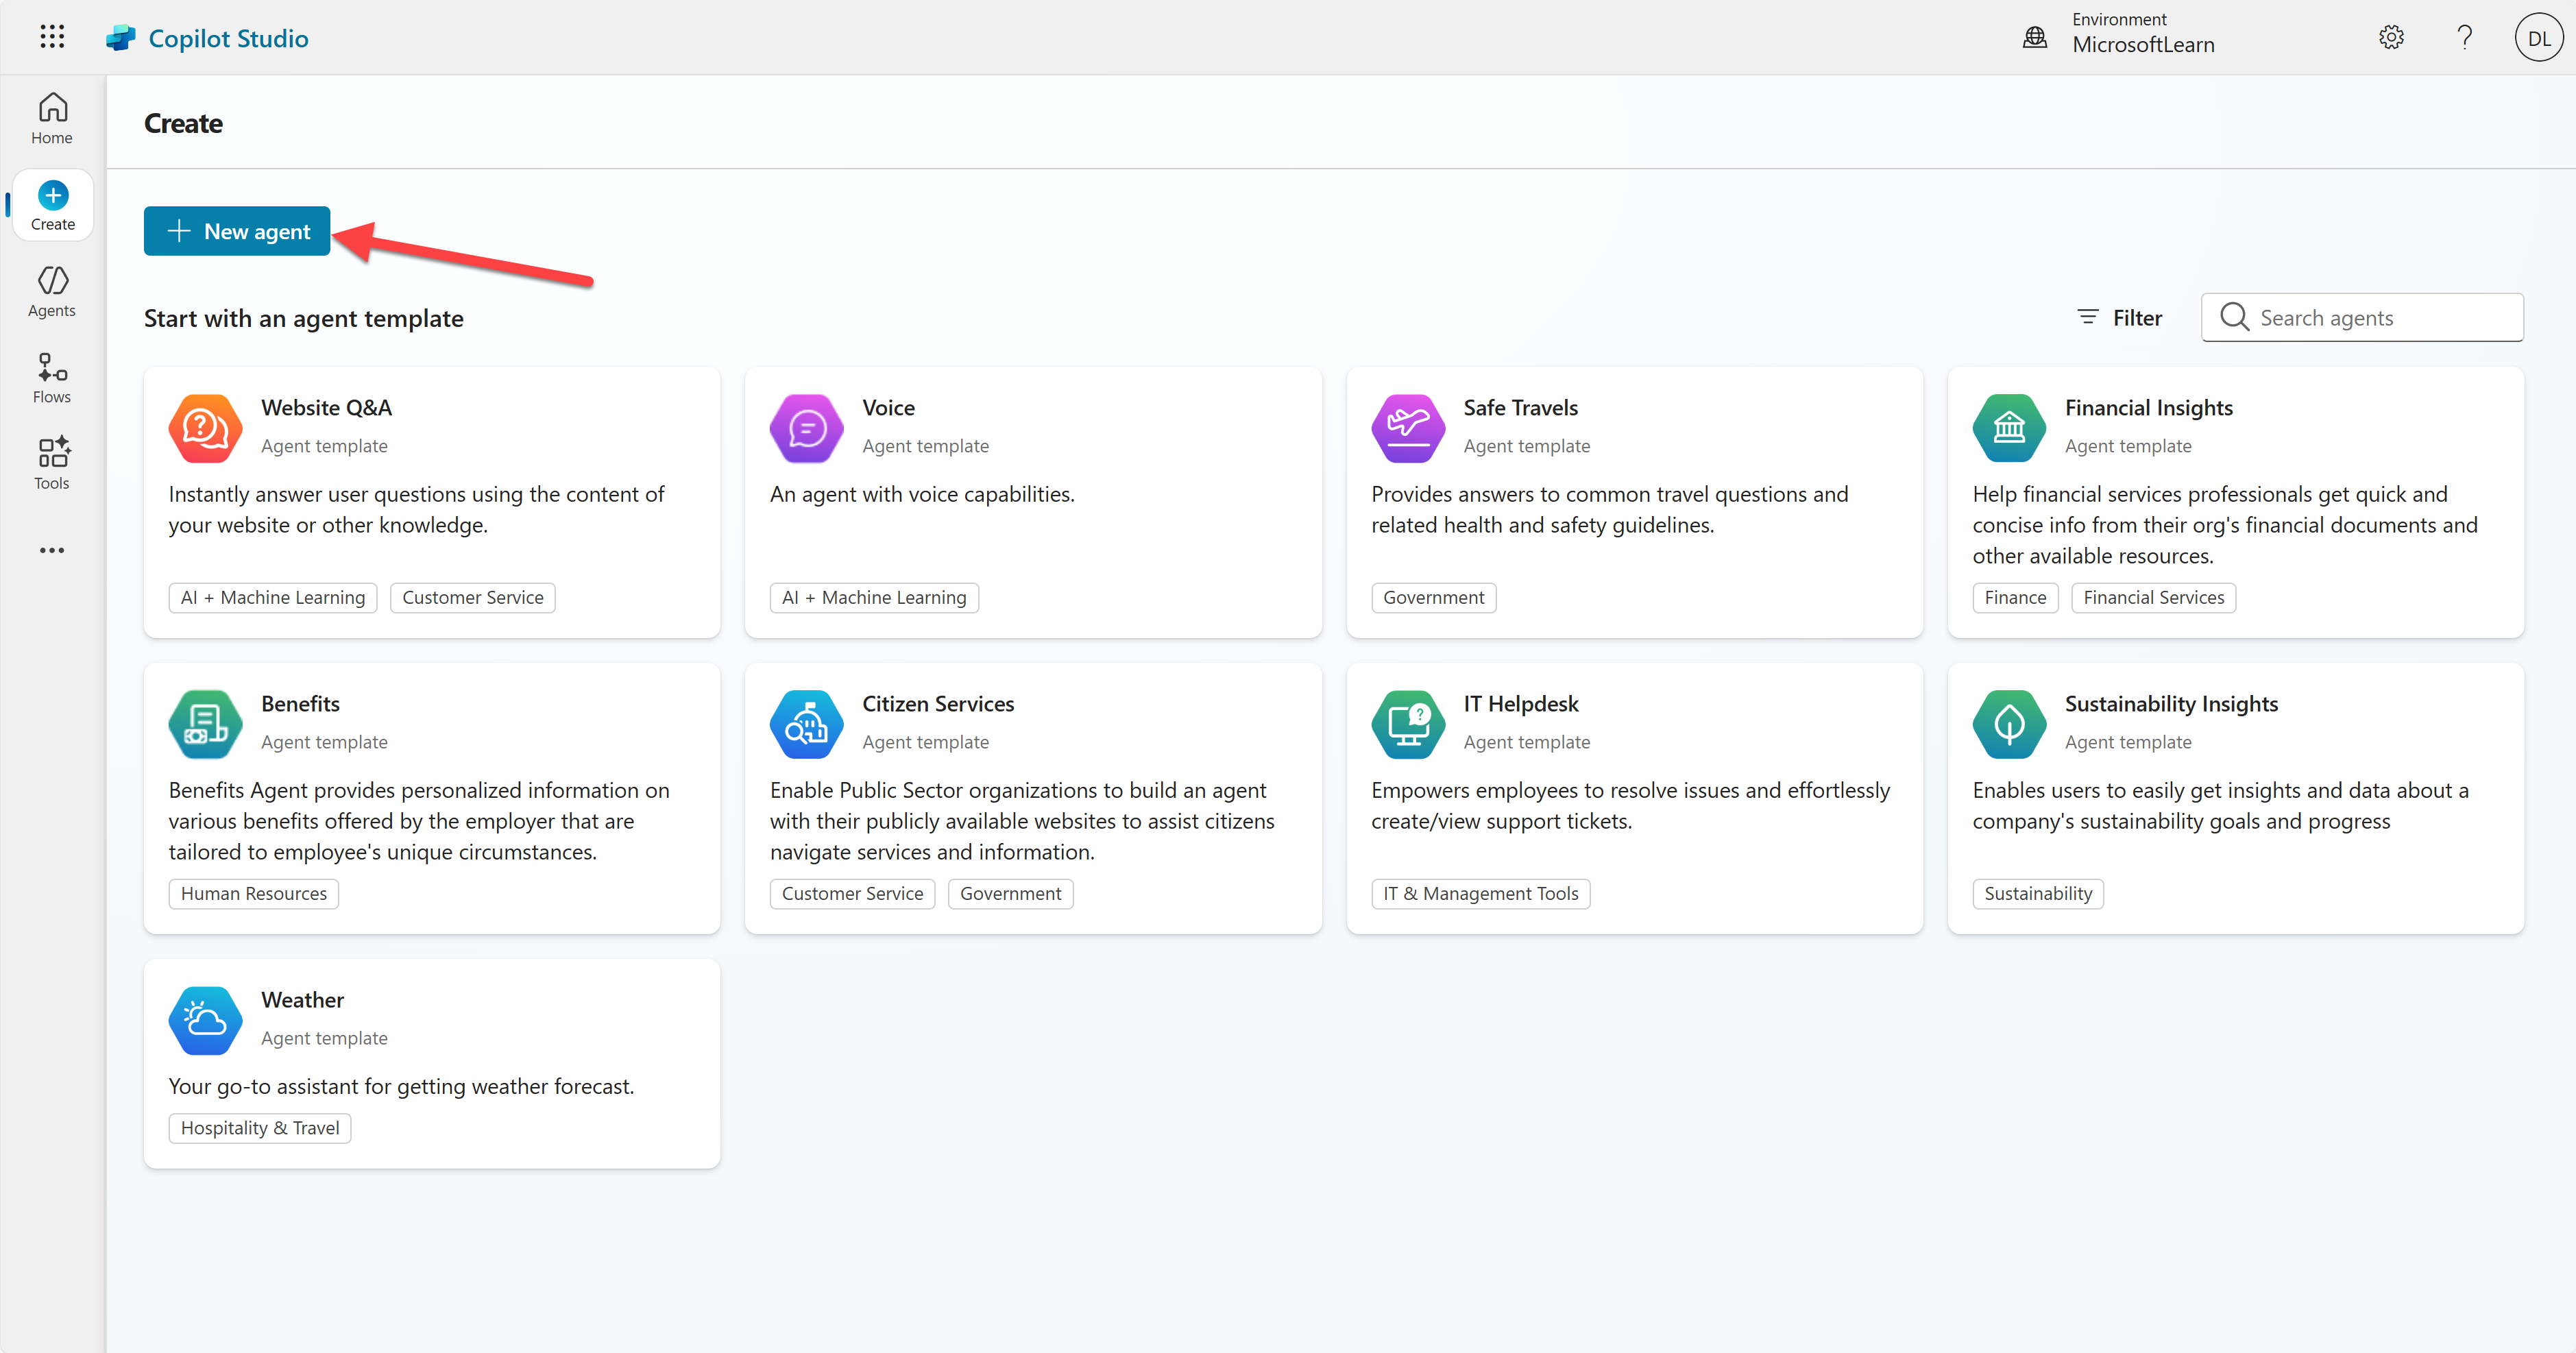 Copilot Studio
Environment
MicrosoftLearn
DL
Home
Create
Agents
Flows
Tools
Create
New agent
Start with an agent template
Filter
Search agents
Website Q&A
Agent template
Instantly answer user questions using the content of
your website or other knowledge.
AI + Machine Learning
Customer Service
Voice
Agent template
An agent with voice capabilities.
AI + Machine Learning
Safe Travels
Agent template
Provides answers to common travel questions and
related health and safety guidelines.
Government
Financial Insights
Agent template
Help financial services professionals get quick and
concise info from their org's financial documents and
other available resources.
Finance
Financial Services
Benefits
Agent template
Benefits Agent provides personalized information on
various benefits offered by the employer that are
tailored to employee's unique circumstances.
Human Resources
Citizen Services
Agent template
Enable Public Sector organizations to build an agent
with their publicly available websites to assist citizens
navigate services and information.
Customer Service
Government
IT Helpdesk
Agent template
Empowers employees to resolve issues and effortlessly
create/view support tickets.
IT & Management Tools
Sustainability Insights
Agent template
Enables users to easily get insights and data about a
company's sustainability goals and progress
Sustainability
Weather
Agent template
Your go-to assistant for getting weather forecast.
Hospitality & Travel